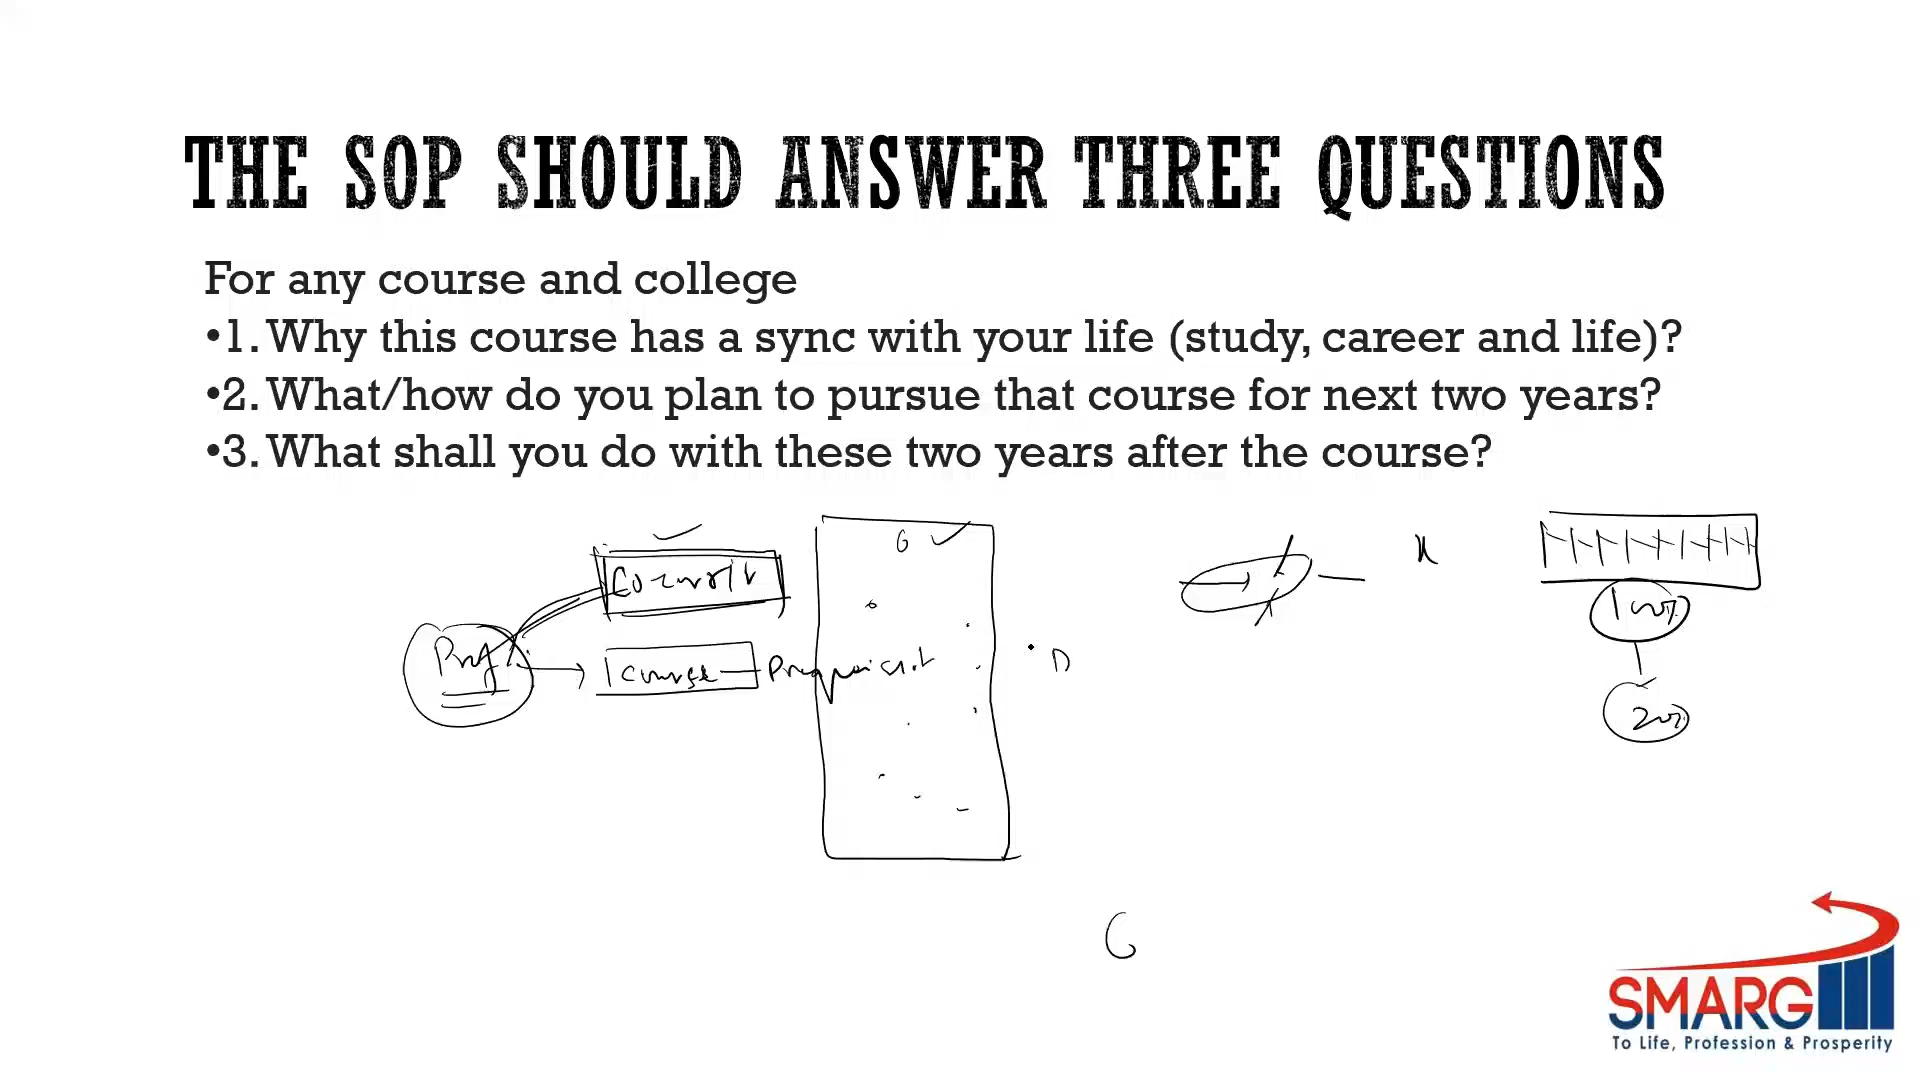 THE SOP SHOULD ANSWER THREE QUESTIONS
For any course and college
•1. Why this course has a sync with your life (study, career and life)?
•2. What/how do you plan to pursue that course for next two years?
•3. What shall you do with these two years after the course?
G
Prof
1 course
D
G
SMARG
To Life, Profession & Prosperity